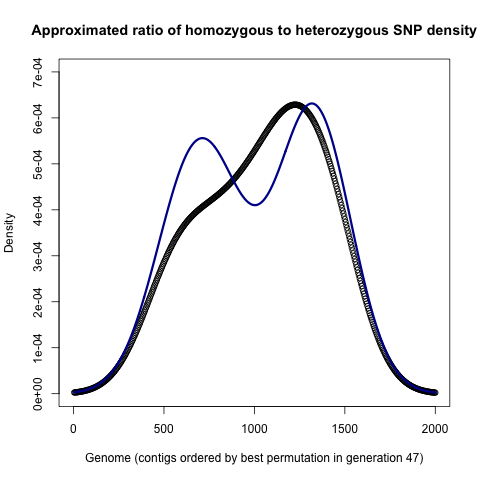 Approximated ratio of homozygous to heterozygous SNP density
Density
7e-04
6e-04
5e-04
4e-04
3e-04
2e-04
1e-04
0e+00
0 500 1000 1500 2000
Genome (contigs ordered by best permutation in generation 47)